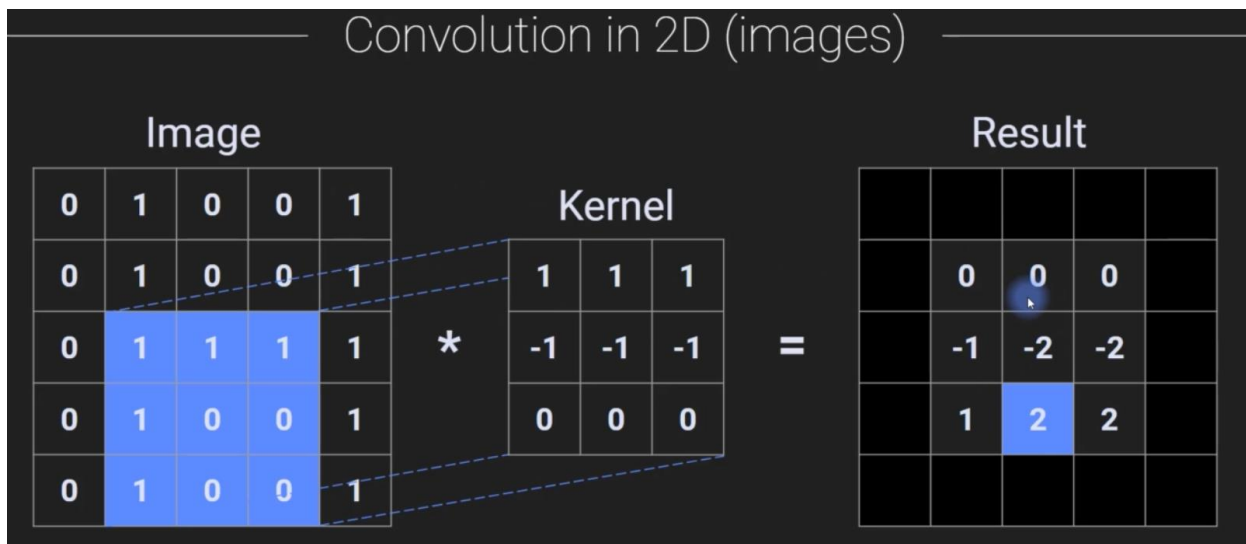 Convolution in 2D (images)
Image
0 1 0 0 1
0 1 0 0 1
0 1 1 1 1
0 1 0 0 1
0 1 0 0 1
*
Kernel
1 1 1
-1 -1 -1
0 0 0
=
Result
0 0 0
-1 -2 -2
1 2 2